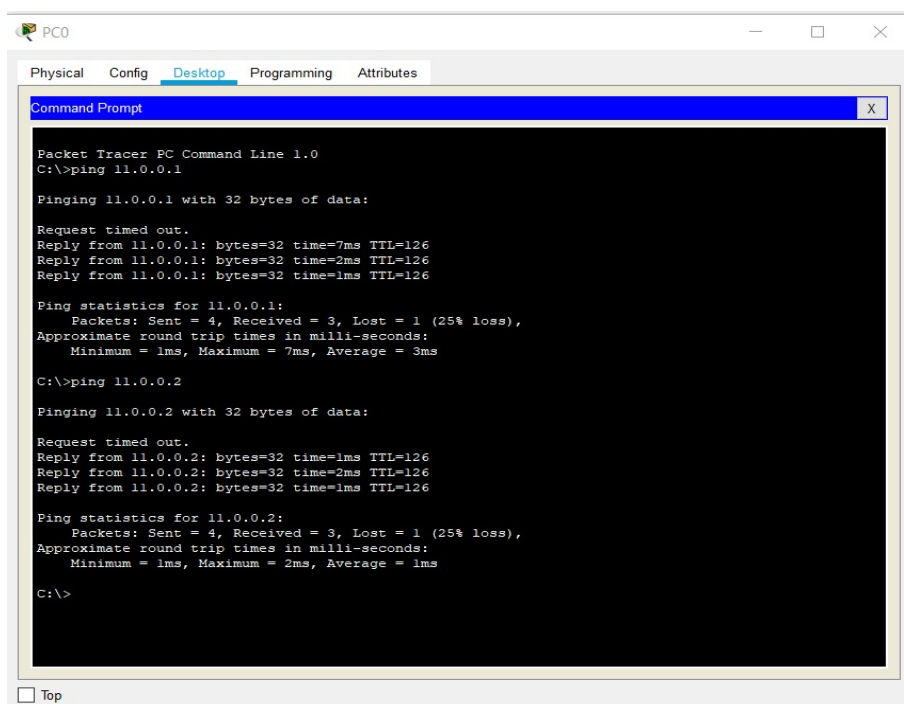 PC0
Physical Config Desktop Programming Attributes
Command Prompt X
Packet Tracer PC Command Line 1.0
C:\>ping 11.0.0.1
Pinging 11.0.0.1 with 32 bytes of data:
Request timed out.
Reply from 11.0.0.1: bytes=32 time=7ms TTL=126
Reply from 11.0.0.1: bytes=32 time=2ms TTL=126
Reply from 11.0.0.1: bytes=32 time=1ms TTL=126
Ping statistics for 11.0.0.1:
Packets: Sent = 4, Received = 3, Lost = 1 (25% loss),
Approximate round trip times in milli-seconds:
Minimum = 1ms, Maximum = 7ms, Average = 3ms
C:\>ping 11.0.0.2
Pinging 11.0.0.2 with 32 bytes of data:
Request timed out.
Reply from 11.0.0.2: bytes=32 time=1ms TTL=126
Reply from 11.0.0.2: bytes=32 time=2ms TTL=126
Reply from 11.0.0.2: bytes=32 time=1ms TTL=126
Ping statistics for 11.0.0.2:
Packets: Sent = 4, Received = 3, Lost = 1 (25% loss),
Approximate round trip times in milli-seconds:
Minimum = 1ms, Maximum = 2ms, Average = 1ms
C:\>
Top